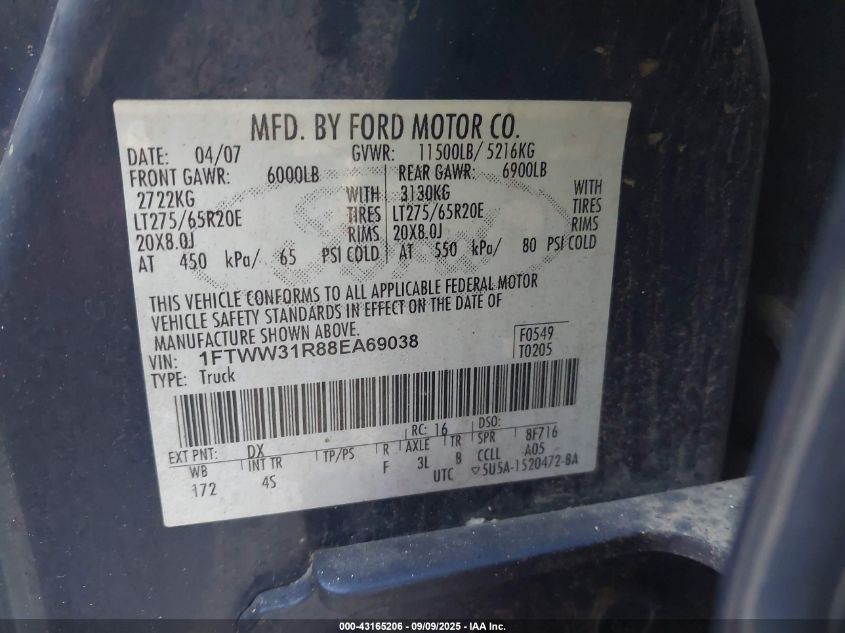 MFD. BY FORD MOTOR CO.
DATE: 04/07 GVWR: 11500LB/ 5216KG
FRONT GAWR: 6000LB REAR GAWR: 6900LB
2722KG WITH 3130KG WITH
LT275/65R20E TIRES LT275/65R20E TIRES
20X8.0J RIMS 20X8.0J RIMS
AT 450 kPa/ 65 PSI COLD AT 550 kPa/ 80 PSI COLD
THIS VEHICLE CONFORMS TO ALL APPLICABLE FEDERAL MOTOR
VEHICLE SAFETY STANDARDS IN EFFECT ON THE DATE OF
MANUFACTURE SHOWN ABOVE.
VIN: 1FTWW31R88EA69038 F0549
TYPE: Truck T0205
EXT PNT: DX RC: 16 DSO:
WB INT TR TP/PS R AXLE TR SPR 8F716
172 4S F 3L B CCLL A05
UTC ▽5U5A-1520472-BA
000-43165206 - 09/09/2025 - IAA Inc.